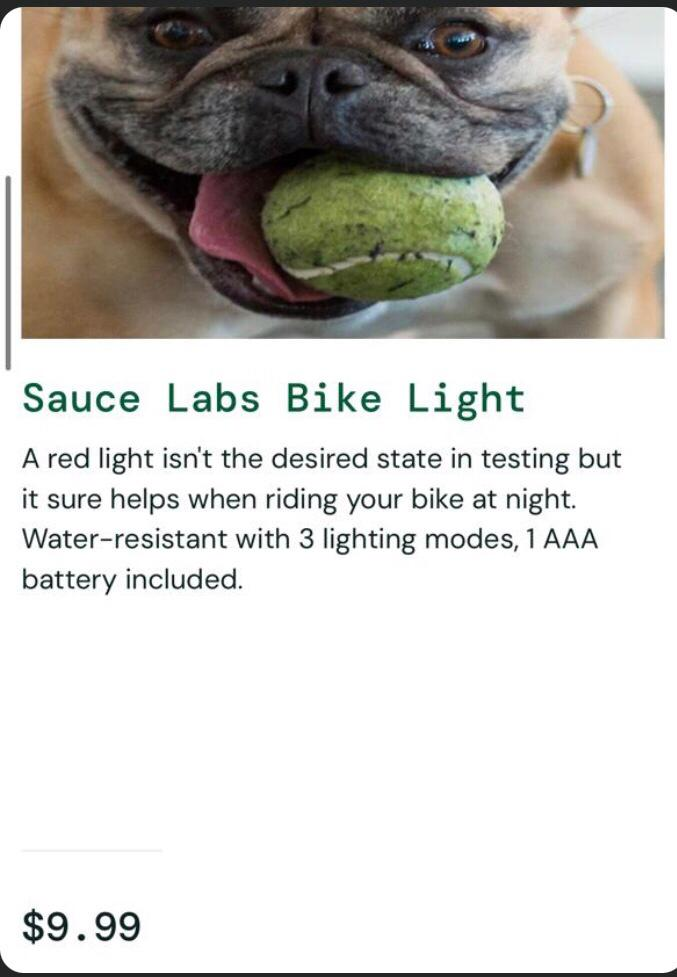 Sauce Labs Bike Light
A red light isn't the desired state in testing but
it sure helps when riding your bike at night.
Water-resistant with 3 lighting modes, 1 AAA
battery included.
$9.99